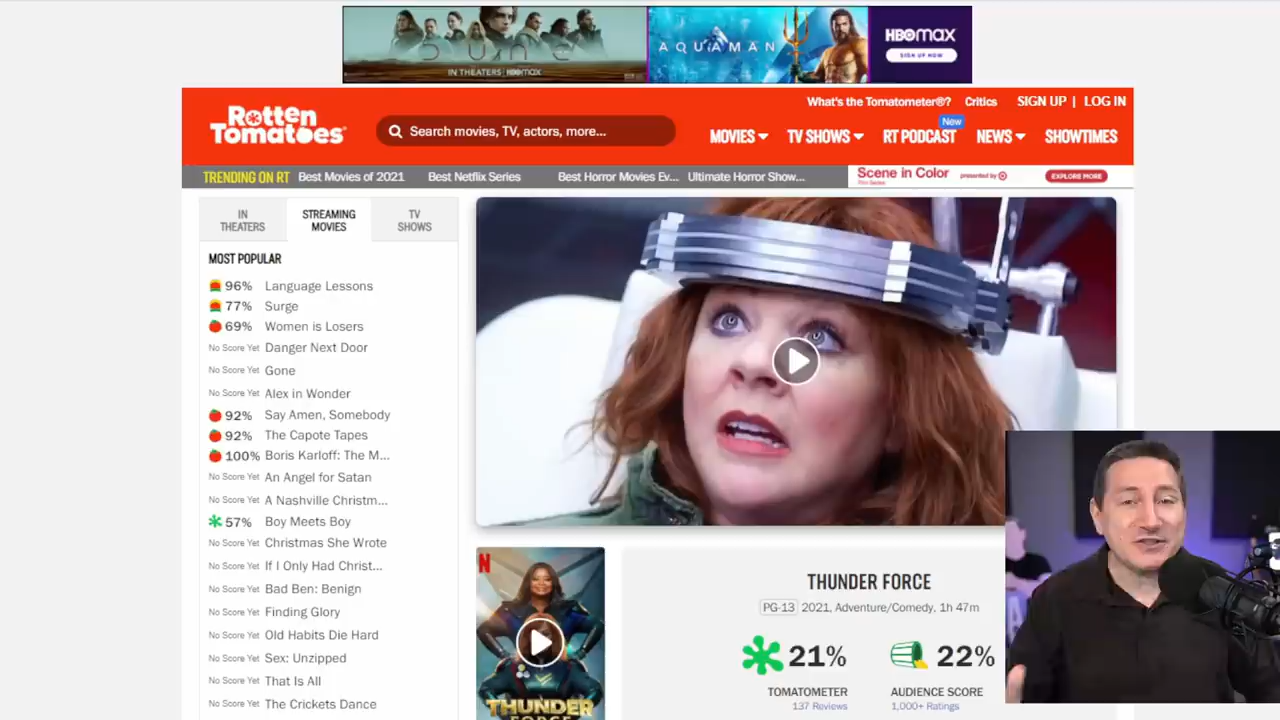 DUNE
IN THEATERS | HBOMAX
AQUAMAN
HBOMAX
SIGN UP NOW
What's the Tomatometer®?
Critics
SIGN UP | LOG IN
Rotten
Tomatoes
Search movies, TV, actors, more...
New
MOVIES
TV SHOWS
RT PODCAST
NEWS
SHOWTIMES
TRENDING ON RT
Best Movies of 2021
Best Netflix Series
Best Horror Movies Ev...
Ultimate Horror Show...
Scene in Color
Film Series
presented by
EXPLORE MORE
IN
THEATERS
STREAMING
MOVIES
TV
SHOWS
MOST POPULAR
96% Language Lessons
77% Surge
69% Women is Losers
No Score Yet Danger Next Door
No Score Yet Gone
No Score Yet Alex in Wonder
92% Say Amen, Somebody
92% The Capote Tapes
100% Boris Karloff: The M...
No Score Yet An Angel for Satan
No Score Yet A Nashville Christm...
57% Boy Meets Boy
No Score Yet Christmas She Wrote
No Score Yet If I Only Had Christ...
No Score Yet Bad Ben: Benign
No Score Yet Finding Glory
No Score Yet Old Habits Die Hard
No Score Yet Sex: Unzipped
No Score Yet That Is All
No Score Yet The Crickets Dance
N
THUNDER
FORCE
THUNDER FORCE
PG-13 2021, Adventure/Comedy, 1h 47m
21%
22%
TOMATOMETER
AUDIENCE SCORE
137 Reviews
1,000+ Ratings